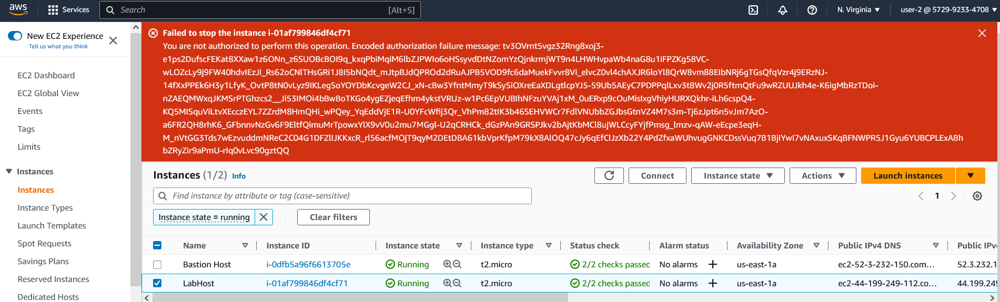 aws
Services
Search
[Alt+S]
N. Virginia
user-2 @ 5729-9233-4708
New EC2 Experience
Tell us what you think
EC2 Dashboard
EC2 Global View
Events
Tags
Limits
Instances
Instances
Instance Types
Launch Templates
Spot Requests
Savings Plans
Reserved Instances
Dedicated Hosts
Failed to stop the instance i-01af799846df4cf71
You are not authorized to perform this operation. Encoded authorization failure message: tv3OVrnt5vgz32Rng8xoj3-
e1ps2DufscFEKat8XXaw1z6ONn_z6SUOBcBOI9q_kxqPbiMqiM6lbZJPWIo6oHSsyvdDtNZomYzQjnkrmjWT9n4LHWHvpaWb4naG8u1iFPZKg58VC-
wLOZcLy9j9FW40hdvIEzJI_Rs62oCNlTHsGRi1J8I5bNQdt_mJtpBJdQPROd2dRuAJPB5VOD9fc6daMuekFvvr8Vi_elvcZ0vl4chAXJR6loYl8QrW8vm88EIbNRj6gTGsQfqVzr4j9ERzNJ-
14fXxPPEk6H3y1LfyK_OvtP8tN0vLyz9IKLegSoYOYDbKcvgeW2CJ_xN-cBw3YfntMmyT9kSySiOXreEaXDLgtlcpYJ5-59Ub5AEyC7PDPPqlLxv3t8Wv2j0R5ftmQtFu9wRZUUJkh4e-K6igMbRzTDoi-
nZAEQMWxqJKMSrPTGhzcs2__Ji53IMOi4bBwBoTKGo4ygEZjeqEfhm4ykstVRUz-w1Pc6EpVUBIhNFzuYVAj1xM_0uERxp9cOuMisIxgVhiyHURXQkhr-iLh6cspQ4-
KQ5MISquViLtvXEcczEYL7ZZrdM8HmQHi_wPQey_YqEddVjE1R-U0YFcWfij3Qr_VhPm82tIK3b46SEHVWCr7FdlVNUbbZGJbsGtnVZ4M7s3m-Tj6zJpt6n5vJm7AzO-
a6FR2QH8rhK6_GFbnnvNzGv6F9EltfQimuMrTpowxYlX9vV0u2mu7MGgl-U2qCRHCk_dGzPAn9GRSPJkv2bAjtKbMCl8ujWLCcyFYjfPmsg_lmzv-qAW-eEcpe3eqH-
M_nVtGG3Tds7wEzvuddmNReC2C04G1DFZlIJKKxcR_rl56acfMOjT9qyM2DEtDBA61kbVprKfpM79kX8AlOQ47cJy6qEfClJzXb22Y4PdZfxaWUhvugGNKCDssVuq7B1BjIYwI7vNAxuxSKqBFNWPR5J1Gyu6YUBCPLExABh
bZRyZir9aPmU-rIq0vLvc90gztQQ
Instances (1/2) Info
Connect
Instance state
Actions
Launch instances
Find instance by attribute or tag (case-sensitive)
1
Instance state = running
Clear filters
Name Instance ID Instance state Instance type Status check Alarm status Availability Zone Public IPv4 DNS Public IPv4
Bastion Host i-0dfb5a96f6613705e Running t2.micro 2/2 checks passed No alarms us-east-1a ec2-52-3-232-150.com... 52.3.232.1
LabHost i-01af799846df4cf71 Running t2.micro 2/2 checks passed No alarms us-east-1a ec2-44-199-249-112.co... 44.199.249